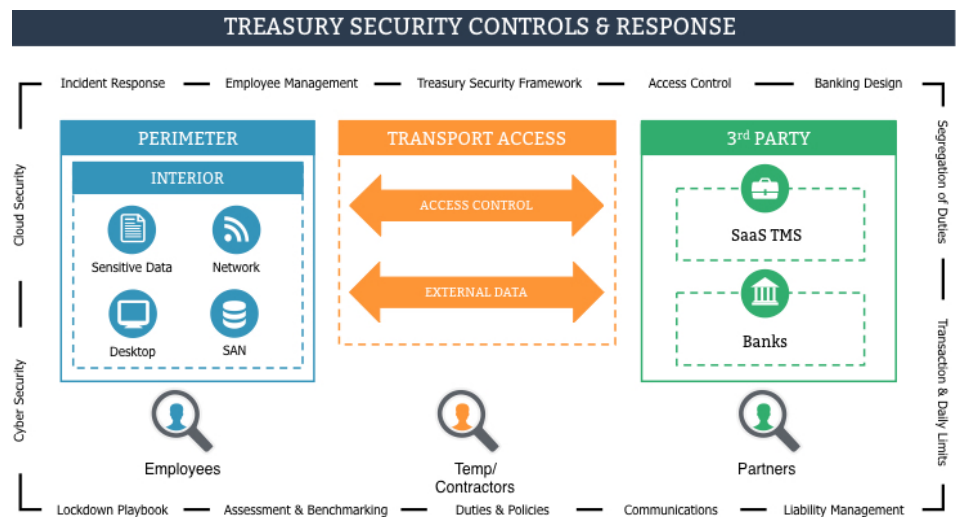 TREASURY SECURITY CONTROLS & RESPONSE
Incident Response
Employee Management
Treasury Security Framework
Access Control
Banking Design
Cloud Security
Cyber Security
PERIMETER
INTERIOR
Sensitive Data
Network
Desktop
SAN
TRANSPORT ACCESS
ACCESS CONTROL
EXTERNAL DATA
3rd PARTY
SaaS TMS
Banks
Segregation of Duties
Transaction & Daily Limits
Employees
Temp/
Contractors
Partners
Lockdown Playbook
Assessment & Benchmarking
Duties & Policies
Communications
Liability Management